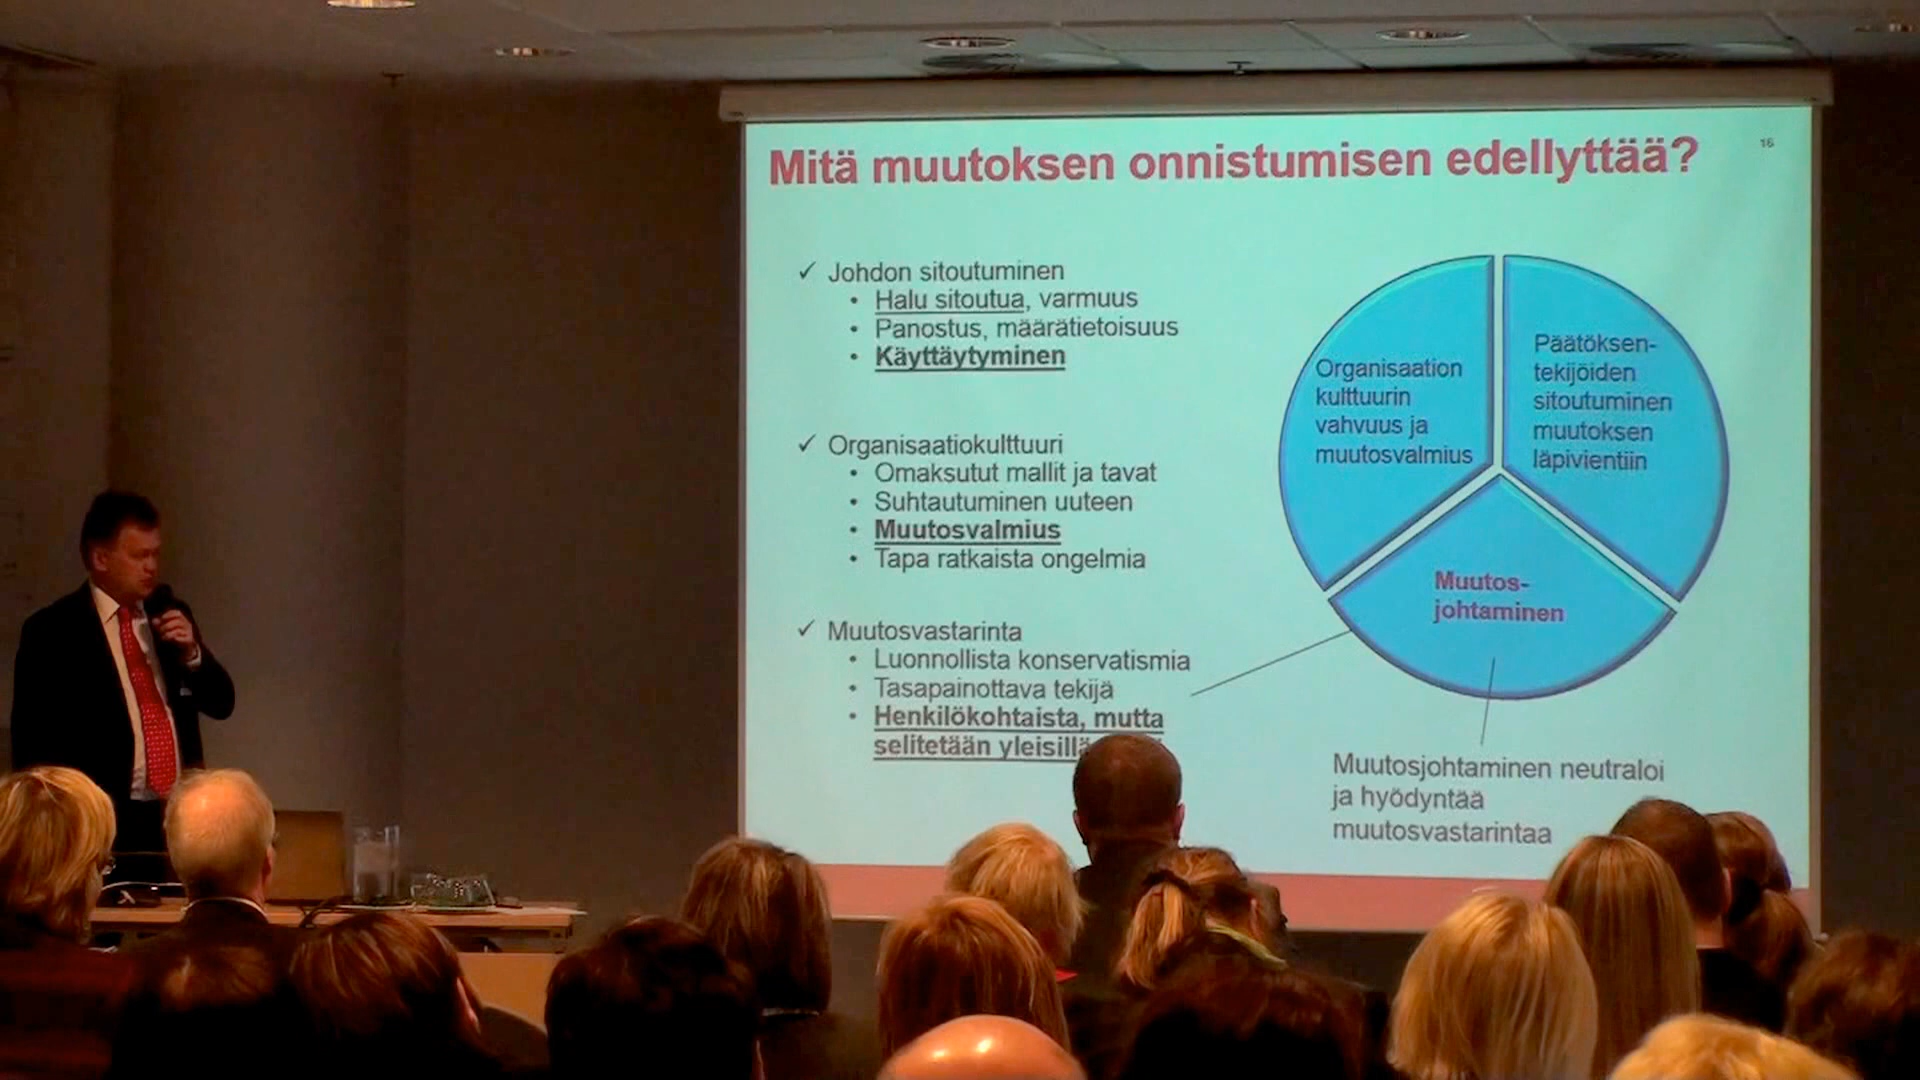 Mitä muutoksen onnistumisen edellyttää?
16
✓ Johdon sitoutuminen
• Halu sitoutua, varmuus
• Panostus, määrätietoisuus
• Käyttäytyminen
✓ Organisaatiokulttuuri
• Omaksutut mallit ja tavat
• Suhtautuminen uuteen
• Muutosvalmius
• Tapa ratkaista ongelmia
✓ Muutosvastarinta
• Luonnollista konservatismia
• Tasapainottava tekijä
• Henkilökohtaista, mutta
selitetään
Organisaation
kulttuurin
vahvuus ja
muutosvalmius
Päätöksen-
tekijöiden
sitoutuminen
muutoksen
läpivientiin
Muutos-
johtaminen
Muutosjohtaminen neutraloi
ja hyödyntää
muutosvastarintaa